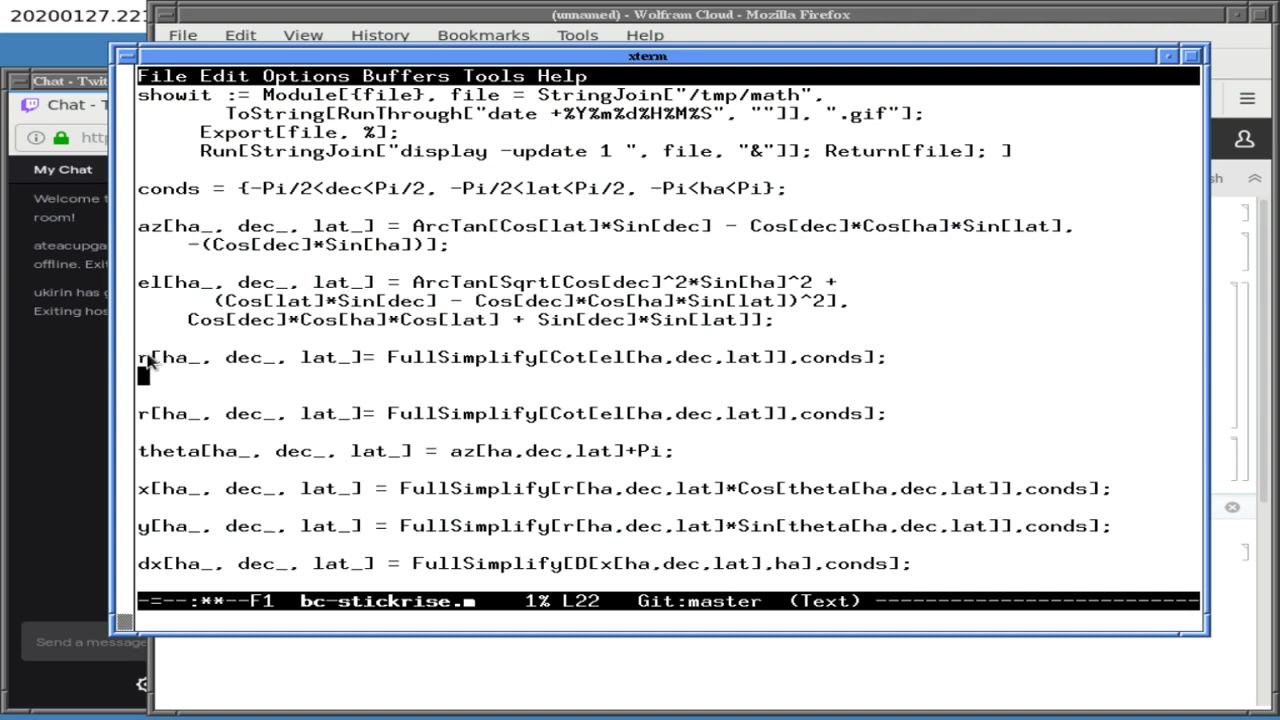 20200127.221
(unnamed) - Wolfram Cloud - Mozilla Firefox
File Edit View History Bookmarks Tools Help
xterm
File Edit Options Buffers Tools Help
showit := Module[{file}, file = StringJoin["/tmp/math",
ToString[RunThrough["date +%Y%m%d%H%M%S", ""]], ".gif"];
Export[file, %];
Run[StringJoin["display -update 1 ", file, "&"]]; Return[file]; ]
conds = {-Pi/2<dec<Pi/2, -Pi/2<lat<Pi/2, -Pi<ha<Pi};
az[ha_, dec_, lat_] = ArcTan[Cos[lat]*Sin[dec] - Cos[dec]*Cos[ha]*Sin[lat],
-(Cos[dec]*Sin[ha])];
el[ha_, dec_, lat_] = ArcTan[Sqrt[Cos[dec]^2*Sin[ha]^2 +
(Cos[lat]*Sin[dec] - Cos[dec]*Cos[ha]*Sin[lat])^2],
Cos[dec]*Cos[ha]*Cos[lat] + Sin[dec]*Sin[lat]];
r[ha_, dec_, lat_]= FullSimplify[Cot[el[ha,dec,lat]],conds];
r[ha_, dec_, lat_]= FullSimplify[Cot[el[ha,dec,lat]],conds];
theta[ha_, dec_, lat_] = az[ha,dec,lat]+Pi;
x[ha_, dec_, lat_] = FullSimplify[r[ha,dec,lat]*Cos[theta[ha,dec,lat]],conds];
y[ha_, dec_, lat_] = FullSimplify[r[ha,dec,lat]*Sin[theta[ha,dec,lat]],conds];
dx[ha_, dec_, lat_] = FullSimplify[D[x[ha,dec,lat],ha],conds];
-=--:**--F1 bc-stickrise.m 1% L22 Git:master (Text) --------------------------
Chat - Twit
Chat - T
http
My Chat
Welcome t
room!
ateacupga
offline. Exi
ukirin has g
Exiting hos
Send a message
sh